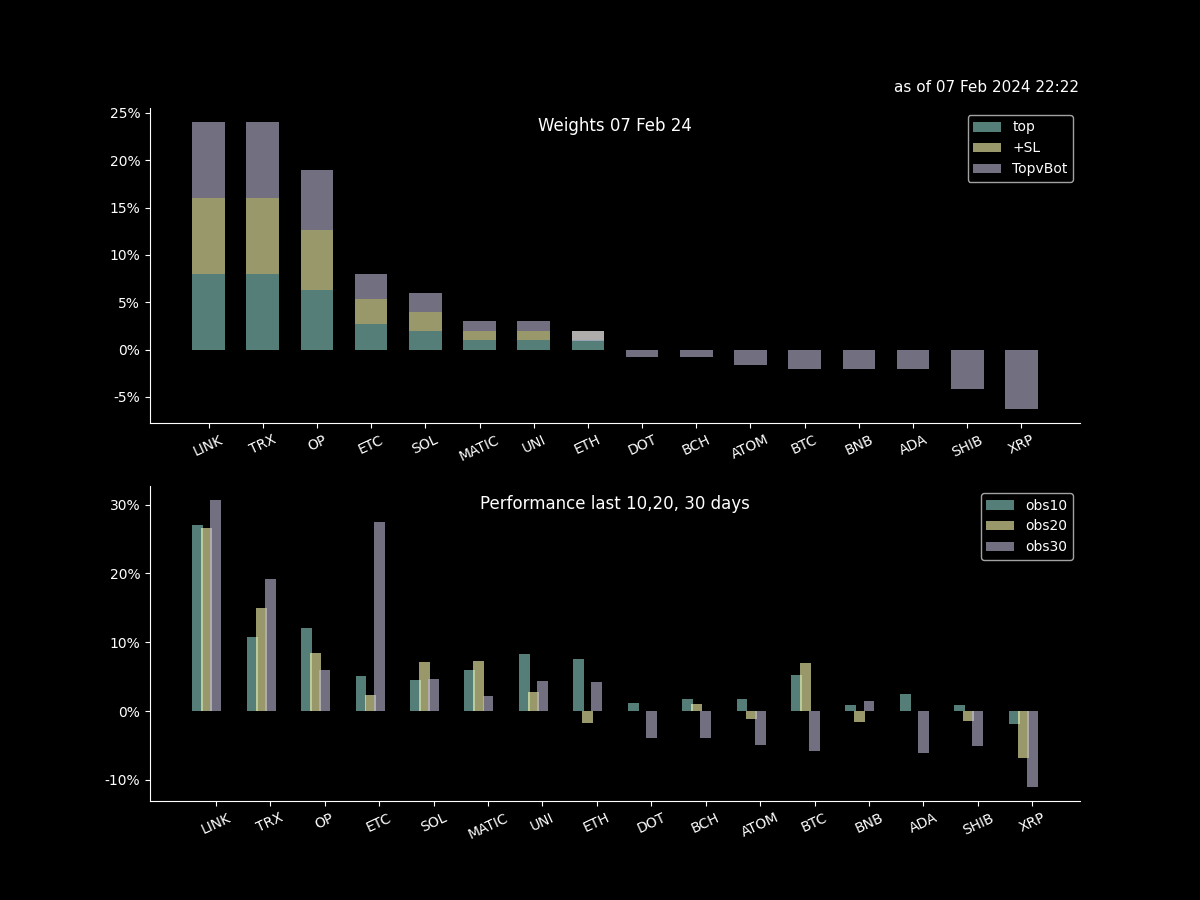 as of 07 Feb 2024 22:22
Weights 07 Feb 24
top
+SL
TopvBot
25%
20%
15%
10%
5%
0%
-5%
LINK TRX OP ETC SOL MATIC UNI ETH DOT BCH ATOM BTC BNB ADA SHIB XRP
Performance last 10,20, 30 days
obs10
obs20
obs30
30%
20%
10%
0%
-10%
LINK TRX OP ETC SOL MATIC UNI ETH DOT BCH ATOM BTC BNB ADA SHIB XRP